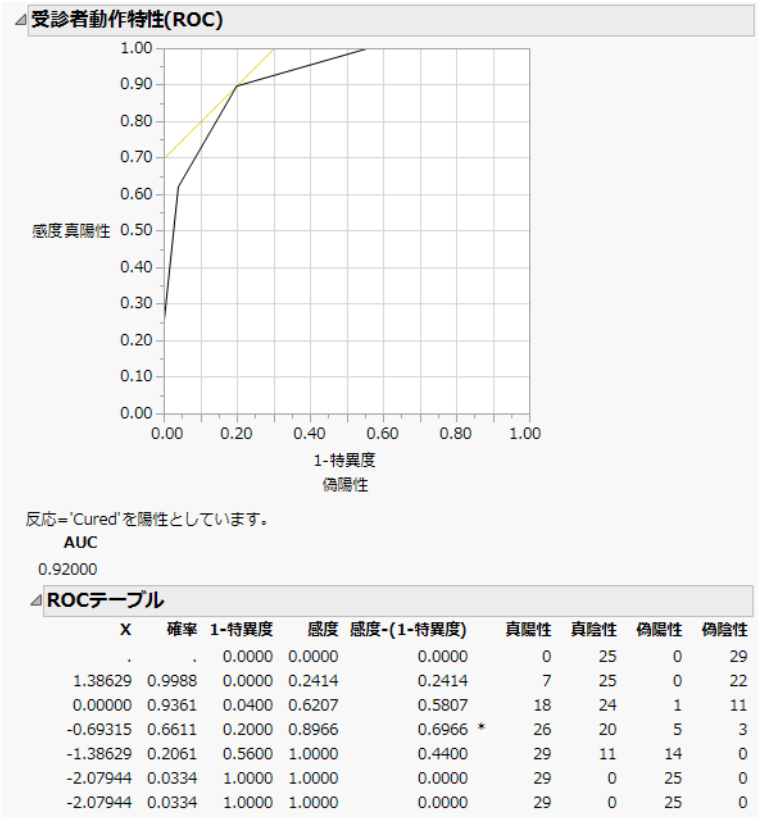 受診者動作特性(ROC)
1.00
0.90
0.80
0.70
0.60
感度真陽性 0.50
0.40
0.30
0.20
0.10
0.00
0.00 0.20 0.40 0.60 0.80 1.00
1-特異度
偽陽性
反応='Cured'を陽性としています。
AUC
0.92000
ROCテーブル
X 確率 1-特異度 感度 感度-(1-特異度) 真陽性 真陰性 偽陽性 偽陰性
. . 0.0000 0.0000 0.0000 0 25 0 29
1.38629 0.9988 0.0000 0.2414 0.2414 7 25 0 22
0.00000 0.9361 0.0400 0.6207 0.5807 18 24 1 11
-0.69315 0.6611 0.2000 0.8966 0.6966 * 26 20 5 3
-1.38629 0.2061 0.5600 1.0000 0.4400 29 11 14 0
-2.07944 0.0334 1.0000 1.0000 0.0000 29 0 25 0
-2.07944 0.0334 1.0000 1.0000 0.0000 29 0 25 0